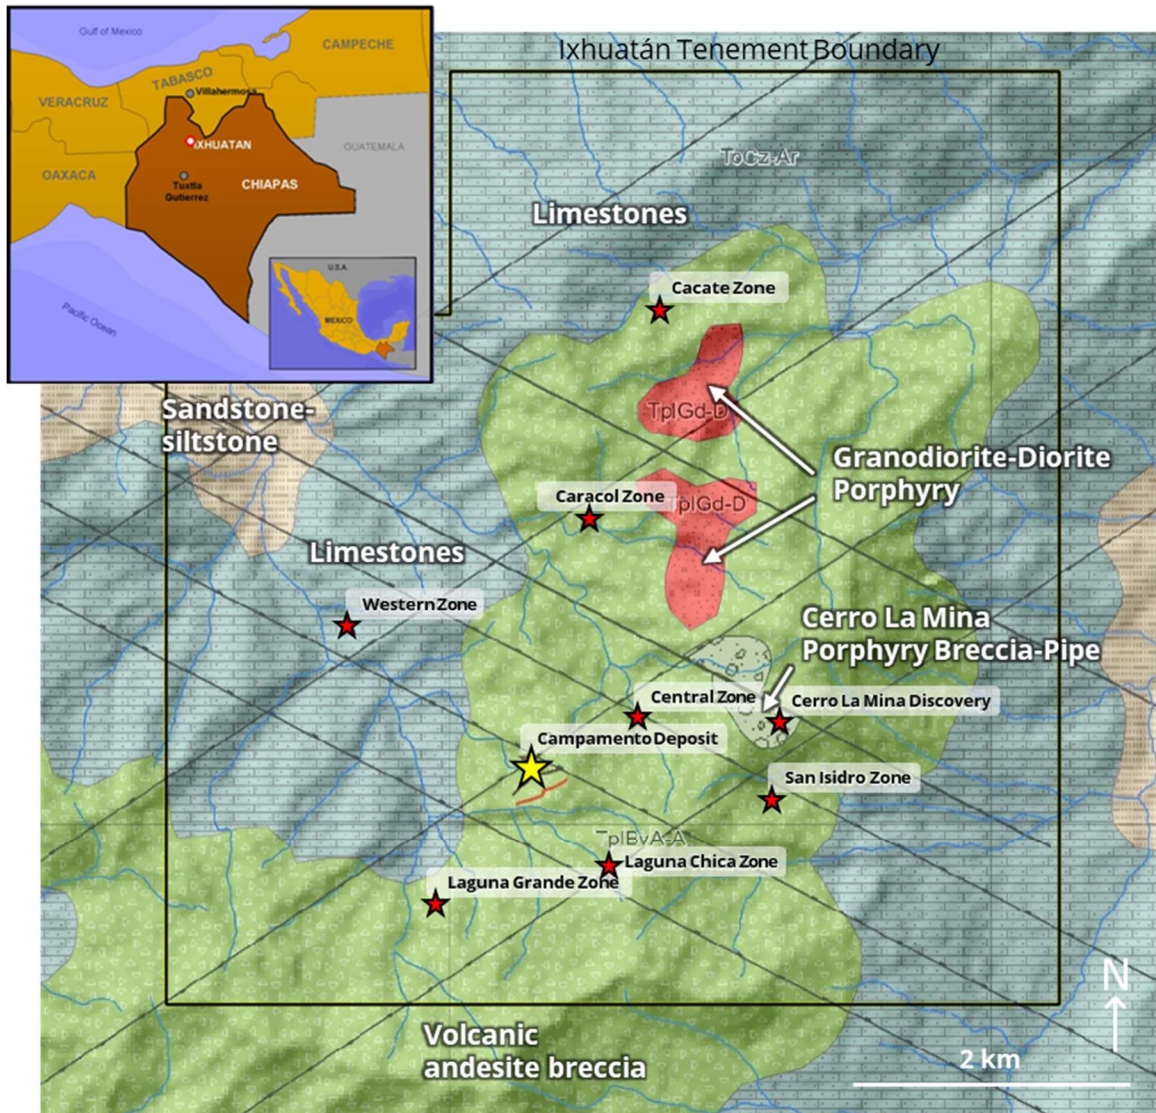 Gulf of Mexico
CAMPECHE
TABASCO
Villahermosa
VERACRUZ
IXHUATAN
GUATEMALA
OAXACA
Tuxtla
Gutierrez
CHIAPAS
Pacific Ocean
U.S.A.
MEXICO
Ixhuatán Tenement Boundary
ToCz-Ar
Limestones
Cacate Zone
TplGd-D
Sandstone-
siltstone
Granodiorite-Diorite
Porphyry
Caracol Zone
TplGd-D
Limestones
Western Zone
Cerro La Mina
Porphyry Breccia-Pipe
Central Zone
Cerro La Mina Discovery
Campamento Deposit
San Isidro Zone
TplBvA-A
Laguna Chica Zone
Laguna Grande Zone
N
Volcanic
andesite breccia
2 km